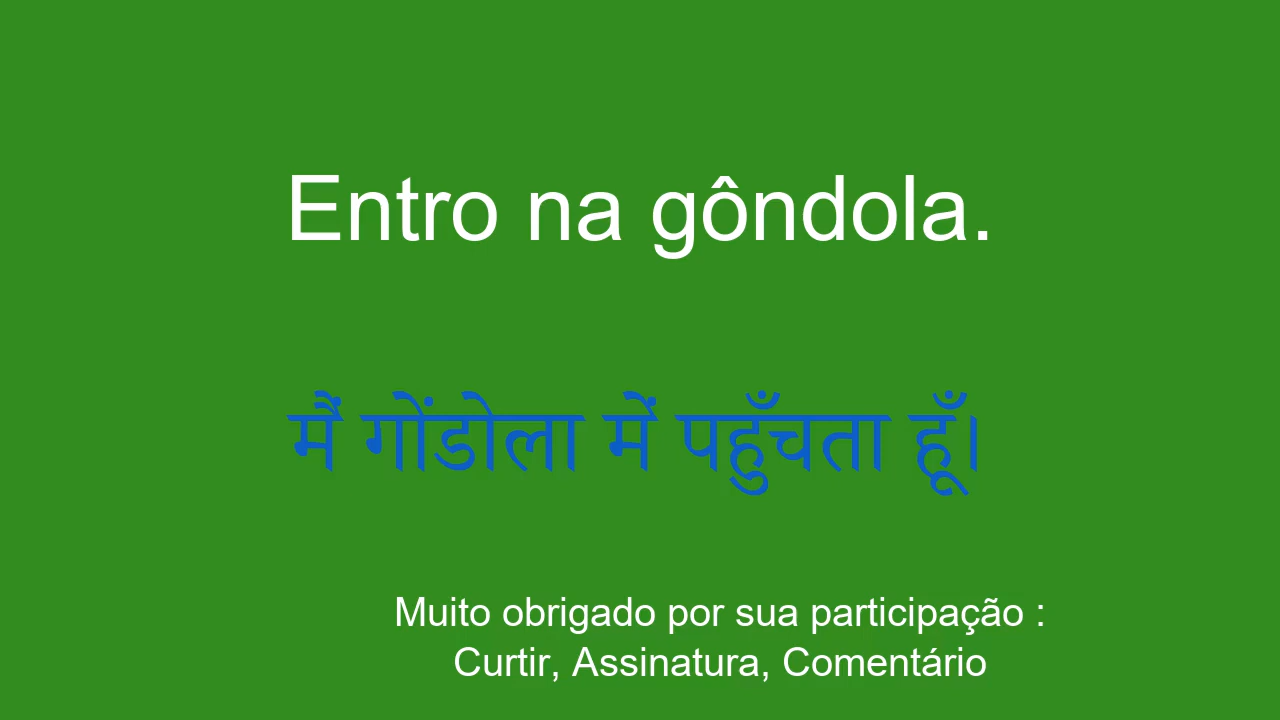 Entro na gôndola.
मैं गोंडोला में पहुँचता हूँ।
Muito obrigado por sua participação :
Curtir, Assinatura, Comentário